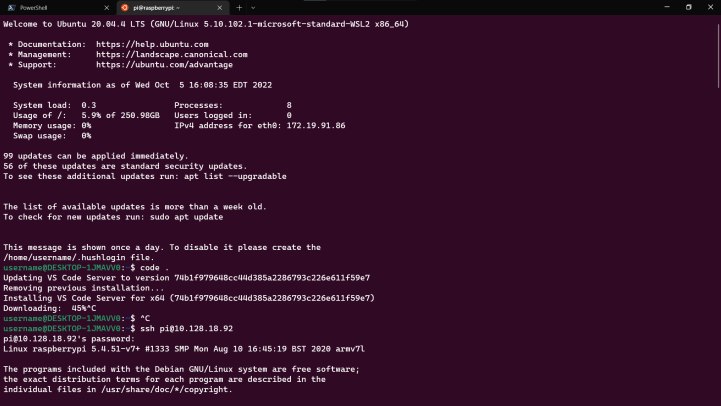 PowerShell
pi@raspberrypi: ~
Welcome to Ubuntu 20.04.4 LTS (GNU/Linux 5.10.102.1-microsoft-standard-WSL2 x86_64)
* Documentation: https://help.ubuntu.com
* Management: https://landscape.canonical.com
* Support: https://ubuntu.com/advantage
System information as of Wed Oct 5 16:08:35 EDT 2022
System load: 0.3 Processes: 8
Usage of /: 5.9% of 250.98GB Users logged in: 0
Memory usage: 0% IPv4 address for eth0: 172.19.91.86
Swap usage: 0%
99 updates can be applied immediately.
56 of these updates are standard security updates.
To see these additional updates run: apt list --upgradable
The list of available updates is more than a week old.
To check for new updates run: sudo apt update
This message is shown once a day. To disable it please create the
/home/username/.hushlogin file.
username@DESKTOP-1JMAVV0:~$ code .
Updating VS Code Server to version 74b1f979648cc44d385a2286793c226e611f59e7
Removing previous installation...
Installing VS Code Server for x64 (74b1f979648cc44d385a2286793c226e611f59e7)
Downloading: 45%^C
username@DESKTOP-1JMAVV0:~$ ^C
username@DESKTOP-1JMAVV0:~$ ssh pi@10.128.18.92
pi@10.128.18.92's password:
Linux raspberrypi 5.4.51-v7+ #1333 SMP Mon Aug 10 16:45:19 BST 2020 armv7l
The programs included with the Debian GNU/Linux system are free software;
the exact distribution terms for each program are described in the
individual files in /usr/share/doc/*/copyright.